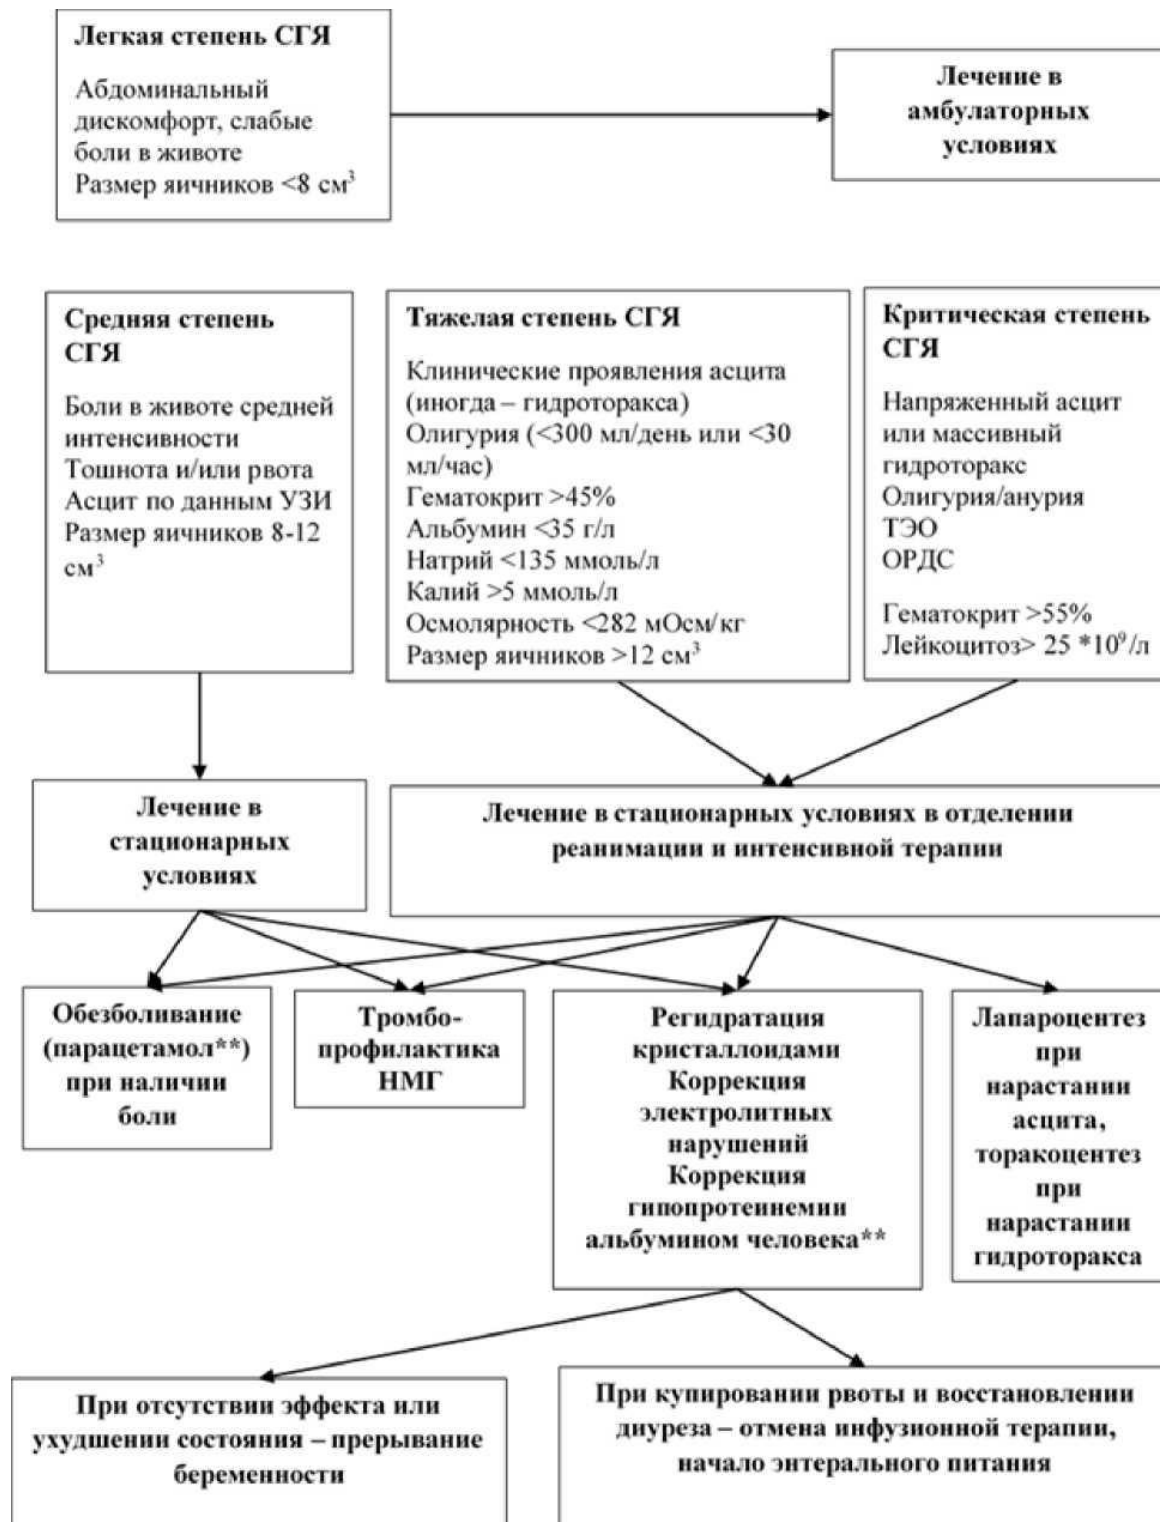 Легкая степень СГЯ
Абдоминальный
дискомфорт, слабые
боли в животе
Размер яичников <8 см³
Лечение в
амбулаторных
условиях
Средняя степень
СГЯ
Боли в животе средней
интенсивности
Тошнота и/или рвота
Асцит по данным УЗИ
Размер яичников 8-12
см³
Тяжелая степень СГЯ
Клинические проявления асцита
(иногда – гидроторакса)
Олигурия (<300 мл/день или <30
мл/час)
Гематокрит >45%
Альбумин <35 г/л
Натрий <135 ммоль/л
Калий >5 ммоль/л
Осмолярность <282 мОсм/кг
Размер яичников >12 см³
Критическая степень
СГЯ
Напряженный асцит
или массивный
гидроторакс
Олигурия/анурия
ТЭО
ОРДС
Гематокрит >55%
Лейкоцитоз> 25 *10⁹/л
Лечение в
стационарных
условиях
Лечение в стационарных условиях в отделении
реанимации и интенсивной терапии
Обезболивание
(парацетамол**)
при наличии
боли
Тромбо-
профилактика
НМГ
Регидратация
кристаллоидами
Коррекция
электролитных
нарушений
Коррекция
гипопротеинемии
альбумином человека**
Лапароцентез
при
нарастании
асцита,
торакоцентез
при
нарастании
гидроторакса
При отсутствии эффекта или
ухудшении состояния – прерывание
беременности
При купировании рвоты и восстановлении
диуреза – отмена инфузионной терапии,
начало энтерального питания